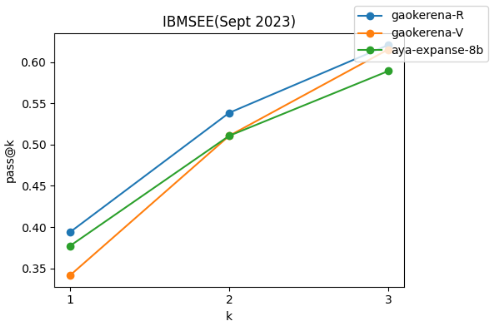 IBMSEE(Sept 2023)
gaokerena-R
gaokerena-V
aya-expanse-8b
pass@k
0.60
0.55
0.50
0.45
0.40
0.35
1 2 3
k